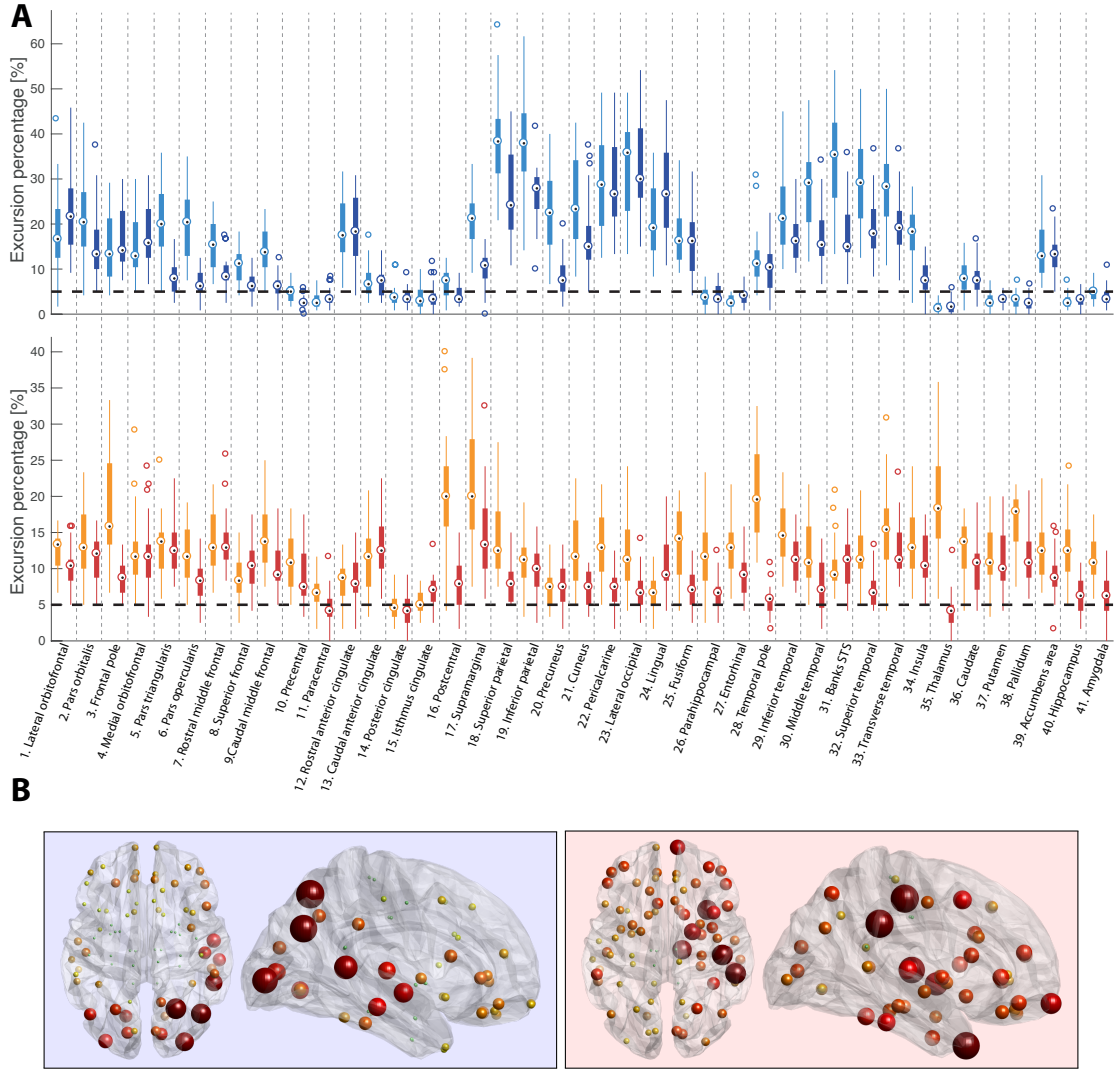 A
Excursion percentage [%]
60
50
40
30
20
10
0
Excursion percentage [%]
40
35
30
25
20
15
10
5
0
1. Lateral orbitofrontal
2. Pars orbitalis
3. Frontal pole
4. Medial orbitofrontal
5. Pars triangularis
6. Pars opercularis
7. Rostral middle frontal
8. Superior frontal
9.Caudal middle frontal
10. Precentral
11. Paracentral
12. Rostral anterior cingulate
13. Caudal anterior cingulate
14. Posterior cingulate
15. Isthmus cingulate
16. Postcentral
17. Supramarginal
18. Superior parietal
19. Inferior parietal
20. Precuneus
21. Cuneus
22. Pericalcarine
23. Lateral occipital
24. Lingual
25. Fusiform
26. Parahippocampal
27. Entorhinal
28. Temporal pole
29. Inferior temporal
30. Middle temporal
31. Banks STS
32. Superior temporal
33. Transverse temporal
34. Insula
35. Thalamus
36. Caudate
37. Putamen
38. Pallidum
39. Accumbens area
40. Hippocampus
41. Amygdala
B